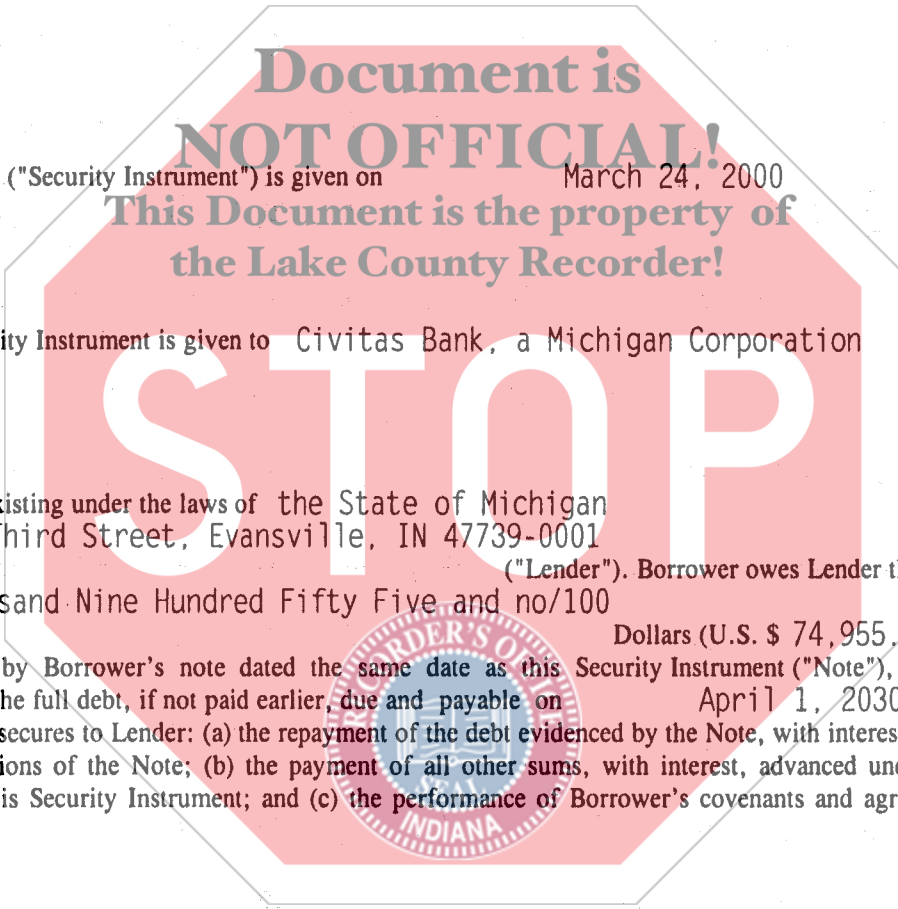 Document is
NOT OFFICIAL!
("Security Instrument") is given on March 24, 2000
This Document is the property of
the Lake County Recorder!
ity Instrument is given to Civitas Bank, a Michigan Corporation
STOP
isting under the laws of the State of Michigan
Third Street, Evansville, IN 47739-0001
("Lender"). Borrower owes Lender t
sand Nine Hundred Fifty Five and no/100
Dollars (U.S. $ 74,955.
by Borrower's note dated the same date as this Security Instrument ("Note"),
he full debt, if not paid earlier, due and payable on April 1, 2030
secures to Lender: (a) the repayment of the debt evidenced by the Note, with interes
ions of the Note; (b) the payment of all other sums, with interest, advanced un
is Security Instrument; and (c) the performance of Borrower's covenants and agr
RECORDER'S OF THE
SEAL
INDIANA